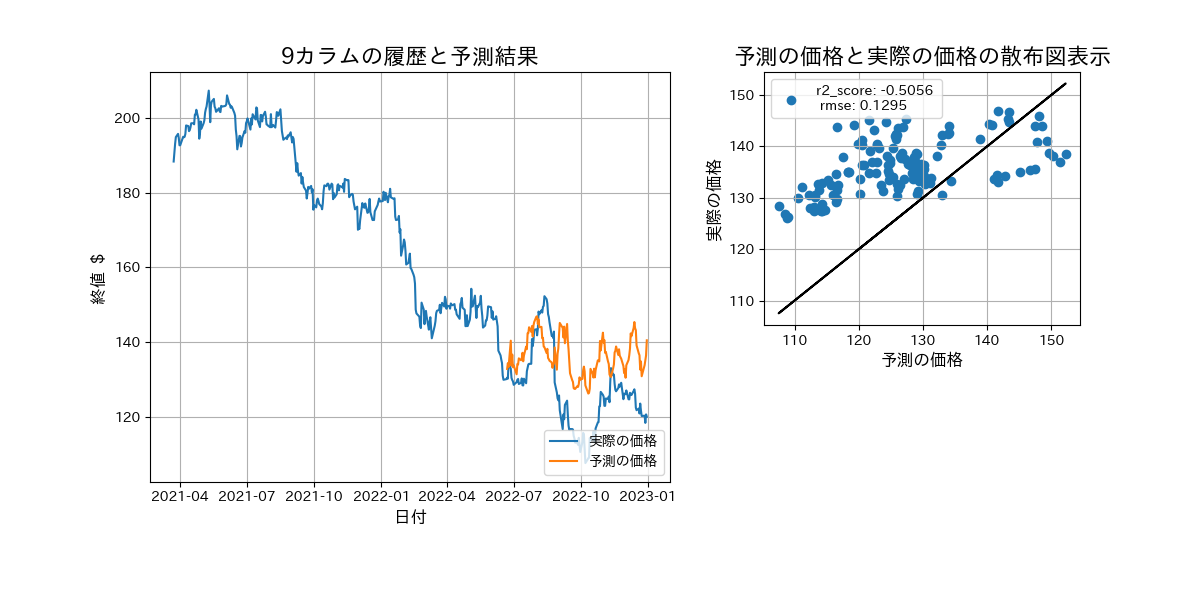 9カラムの履歴と予測結果
終値 $
200
180
160
140
120
2021-04 2021-07 2021-10 2022-01 2022-04 2022-07 2022-10 2023-01
日付
実際の価格
予測の価格
予測の価格と実際の価格の散布図表示
実際の価格
150
140
130
120
110
r2_score: -0.5056
rmse: 0.1295
110 120 130 140 150
予測の価格